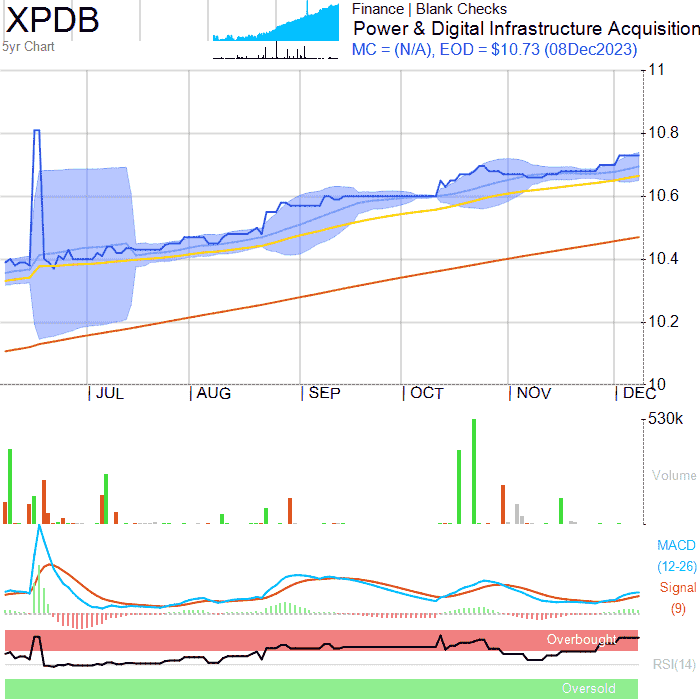 XPDB
5yr Chart
Finance | Blank Checks
Power & Digital Infrastructure Acquisition
MC = (N/A), EOD = $10.73 (08Dec2023)
11
10.8
10.6
10.4
10.2
10
JUL AUG SEP OCT NOV DEC
530k
Volume
MACD
(12-26)
Signal
(9)
Overbought
RSI(14)
Oversold